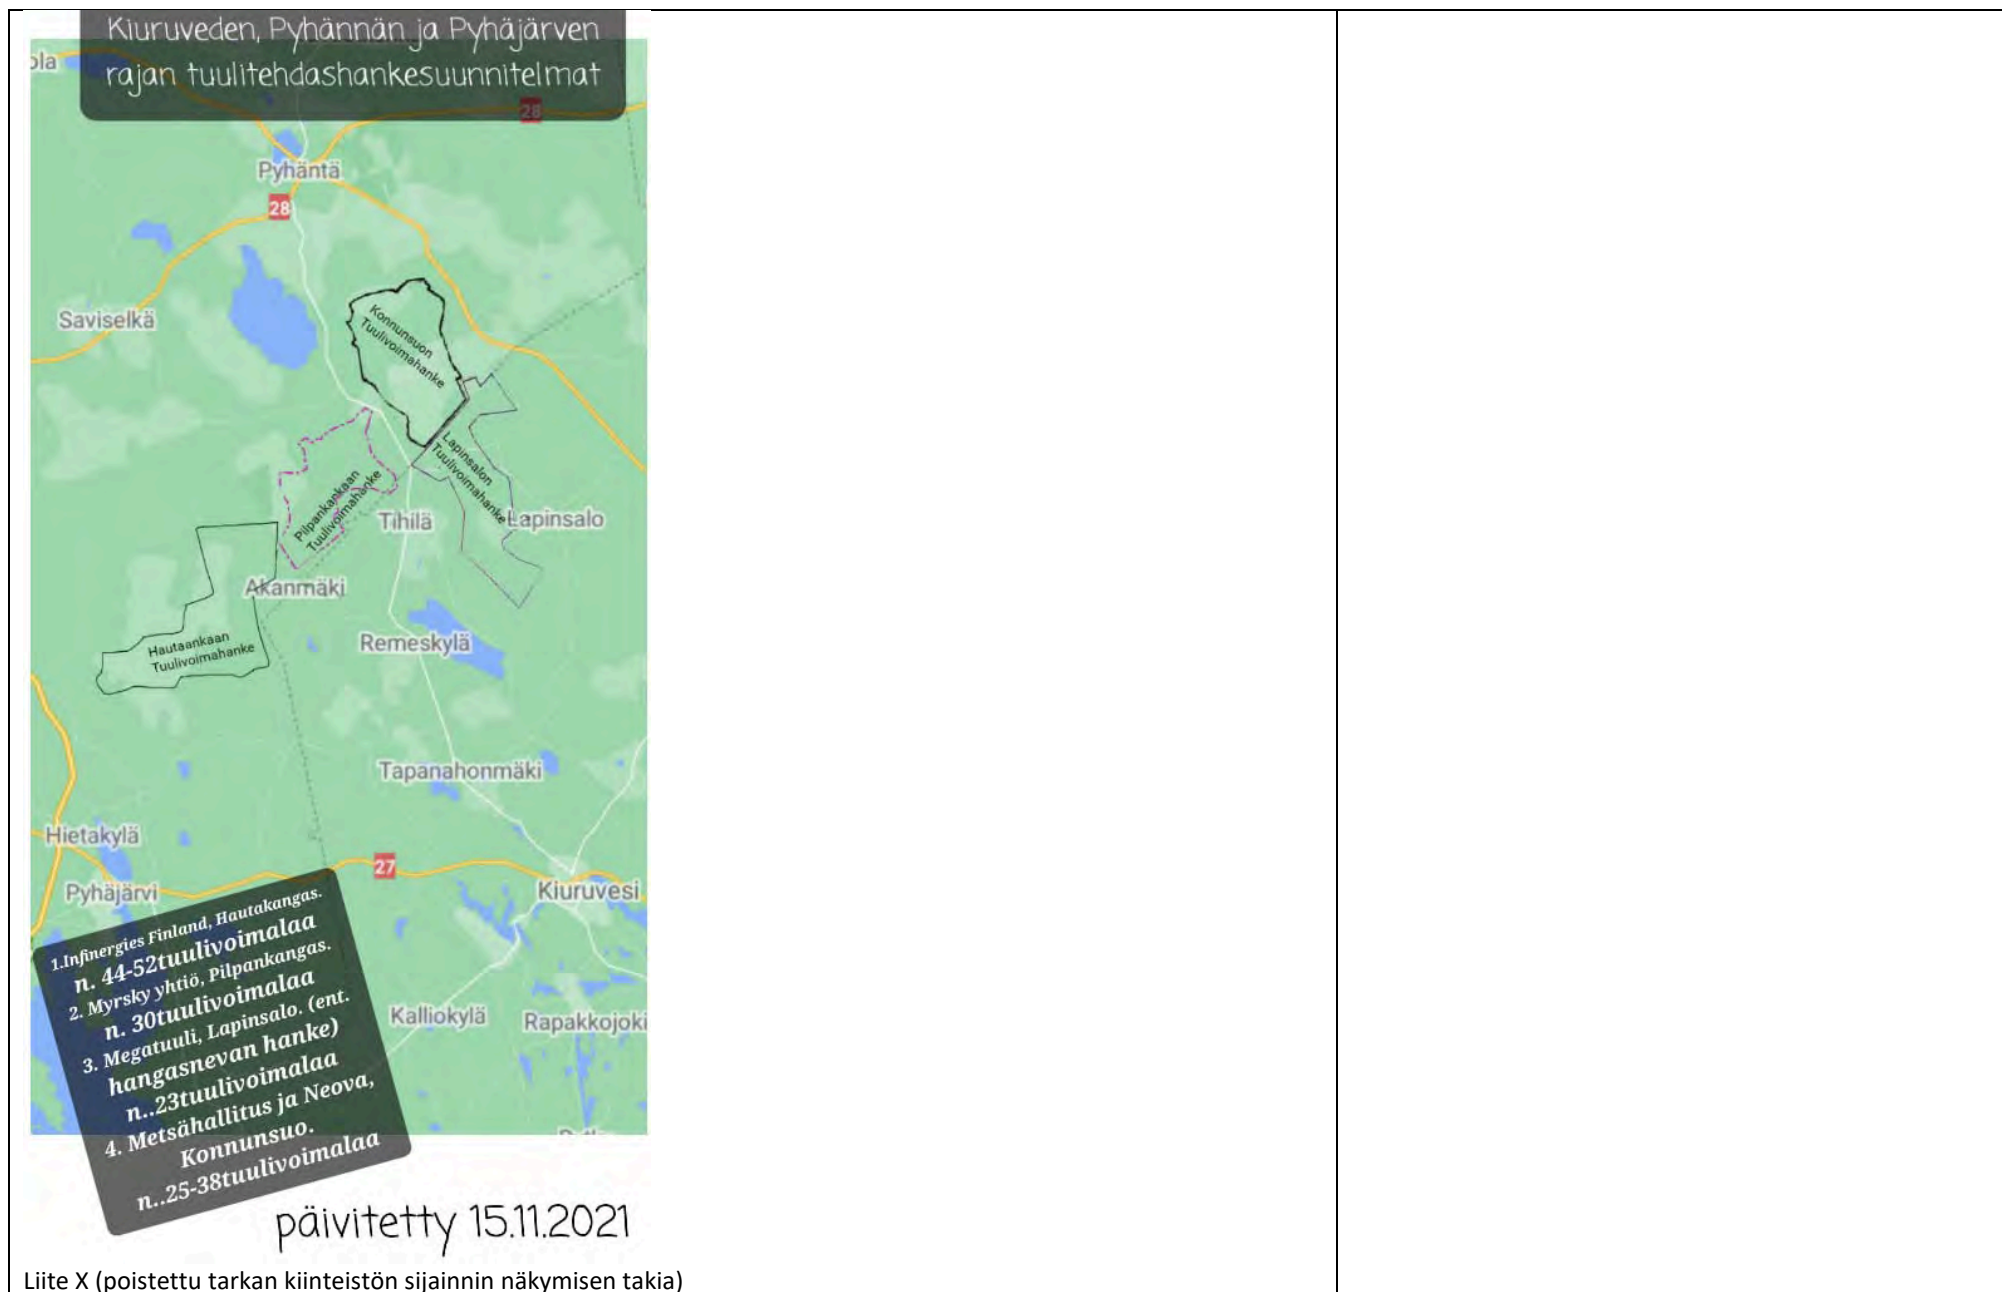 Kiuruveden, Pyhännän ja Pyhäjärven
rajan tuulitehdashankesuunnitelmat
ola
28
Pyhäntä
28
Saviselkä
Konnunsuon
Tuulivoimahanke
Lapinsalon
Tuulivoimahanke
Pilpankankaan
Tuulivoimahanke
Tihilä
Lapinsalo
Akanmäki
Hautaankaan
Tuulivoimahanke
Remeskylä
Tapanahonmäki
Hietakylä
27
Pyhäjärvi
Kiuruvesi
1.Infinergies Finland, Hautakangas.
n. 44-52tuulivoimalaa
2. Myrsky yhtiö, Pilpankangas.
n. 30tuulivoimalaa
3. Megatuuli, Lapinsalo. (ent.
hangasnevan hanke)
n..23tuulivoimalaa
4. Metsähallitus ja Neova,
Konnunsuo.
n..25-38tuulivoimalaa
Kalliokylä
Rapakkojoki
päivitetty 15.11.2021
Liite X (poistettu tarkan kiinteistön sijainnin näkymisen takia)